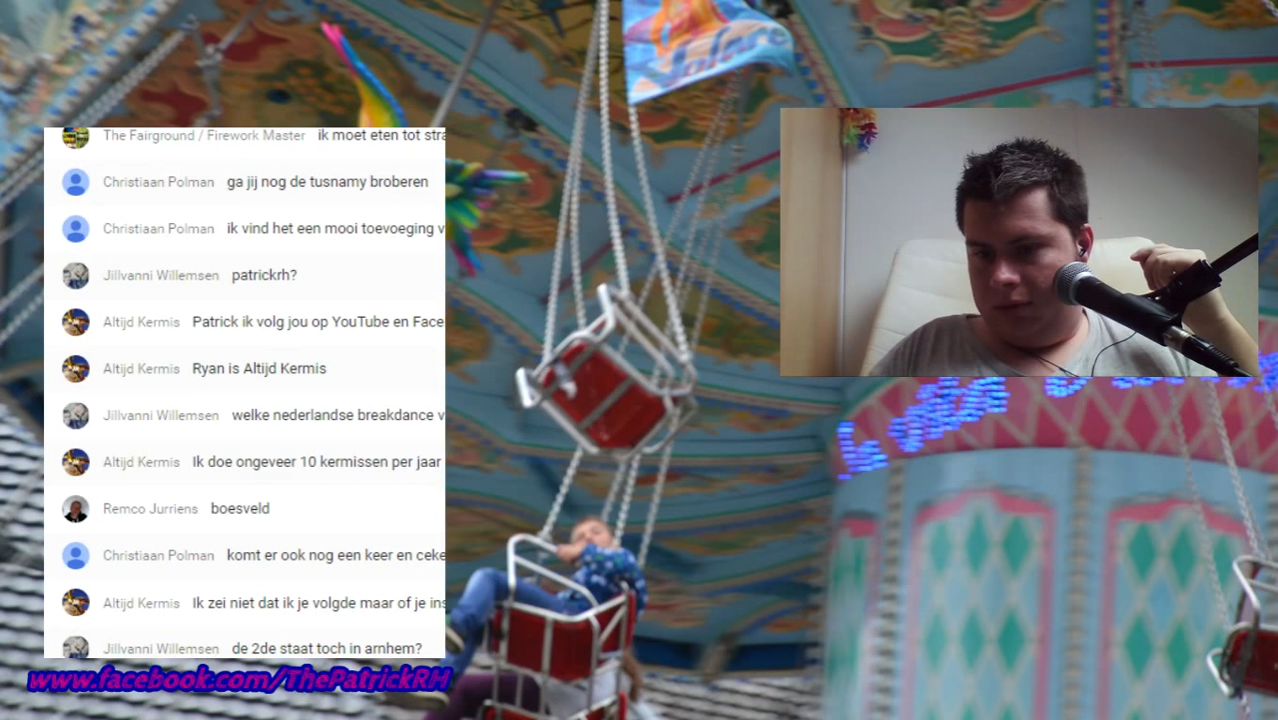 The Fairground / Firework Master ik moet eten tot stra
Christiaan Polman ga jij nog de tusnamy broberen
Christiaan Polman ik vind het een mooi toevoeging v
Jillvanni Willemsen patrickrh?
Altijd Kermis Patrick ik volg jou op YouTube en Face
Altijd Kermis Ryan is Altijd Kermis
Jillvanni Willemsen welke nederlandse breakdance v
Altijd Kermis Ik doe ongeveer 10 kermissen per jaar
Remco Jurriens boesveld
Christiaan Polman komt er ook nog een keer en ceke
Altijd Kermis Ik zei niet dat ik je volgde maar of je ins
Jillvanni Willemsen de 2de staat toch in arnhem?
www.facebook.com/ThePatrickRH